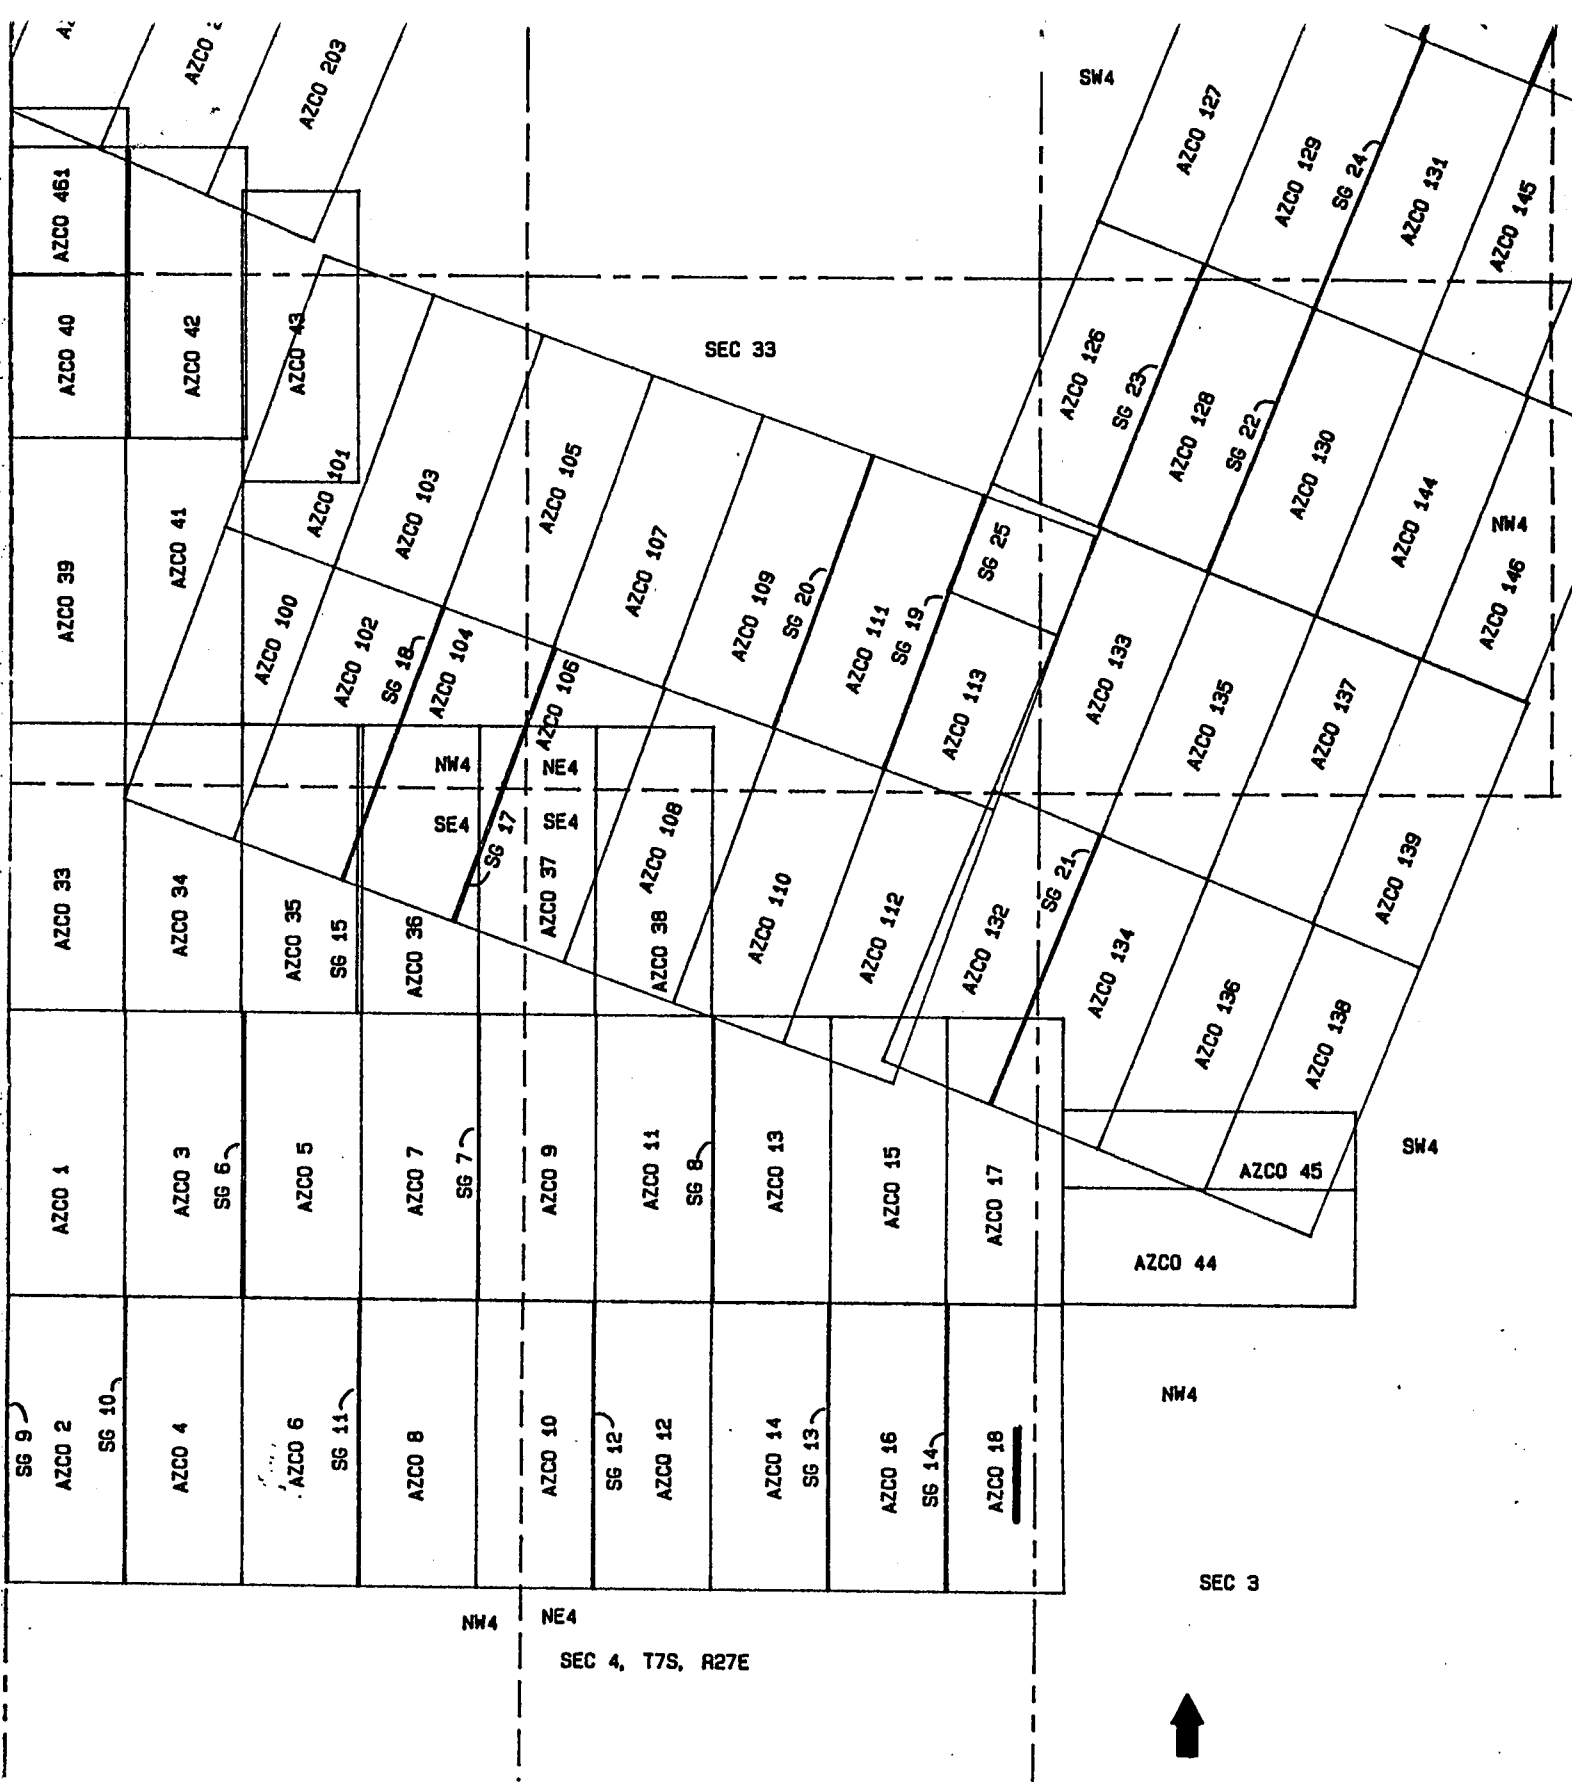 AZCO 203
SW4
AZCO 127
AZCO 129
SG 24
AZCO 131
AZCO 145
AZCO 461
AZCO 40
AZCO 42
AZCO 43
SEC 33
AZCO 126
SG 23
AZCO 128
SG 22
AZCO 130
AZCO 144
NW4
AZCO 146
AZCO 39
AZCO 41
AZCO 101
AZCO 103
AZCO 105
AZCO 107
AZCO 109
SG 20
AZCO 111
SG 19
SG 25
AZCO 113
AZCO 133
AZCO 135
AZCO 137
AZCO 139
AZCO 100
AZCO 102
SG 18
AZCO 104
AZCO 106
NW4
NE4
SE4
SE4
SG 17
AZCO 108
AZCO 110
AZCO 112
AZCO 132
SG 21
AZCO 134
AZCO 136
AZCO 138
AZCO 33
AZCO 34
AZCO 35
SG 15
AZCO 36
AZCO 37
AZCO 38
SW4
AZCO 45
AZCO 44
AZCO 1
AZCO 3
SG 6
AZCO 5
AZCO 7
SG 7
AZCO 9
AZCO 11
SG 8
AZCO 13
AZCO 15
AZCO 17
SG 9
AZCO 2
SG 10
AZCO 4
AZCO 6
SG 11
AZCO 8
AZCO 10
SG 12
AZCO 12
AZCO 14
SG 13
AZCO 16
SG 14
AZCO 18
NW4
SEC 3
NW4
NE4
SEC 4, T7S, R27E